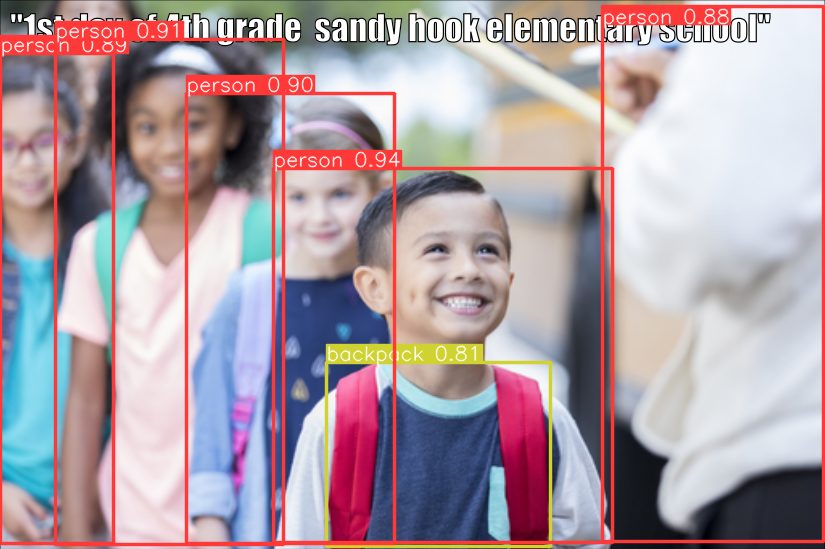 "1st day of 4th grade sandy hook elementary school"
person 0.88
person 0.91
person 0.89
person 0.90
person 0.94
backpack 0.81